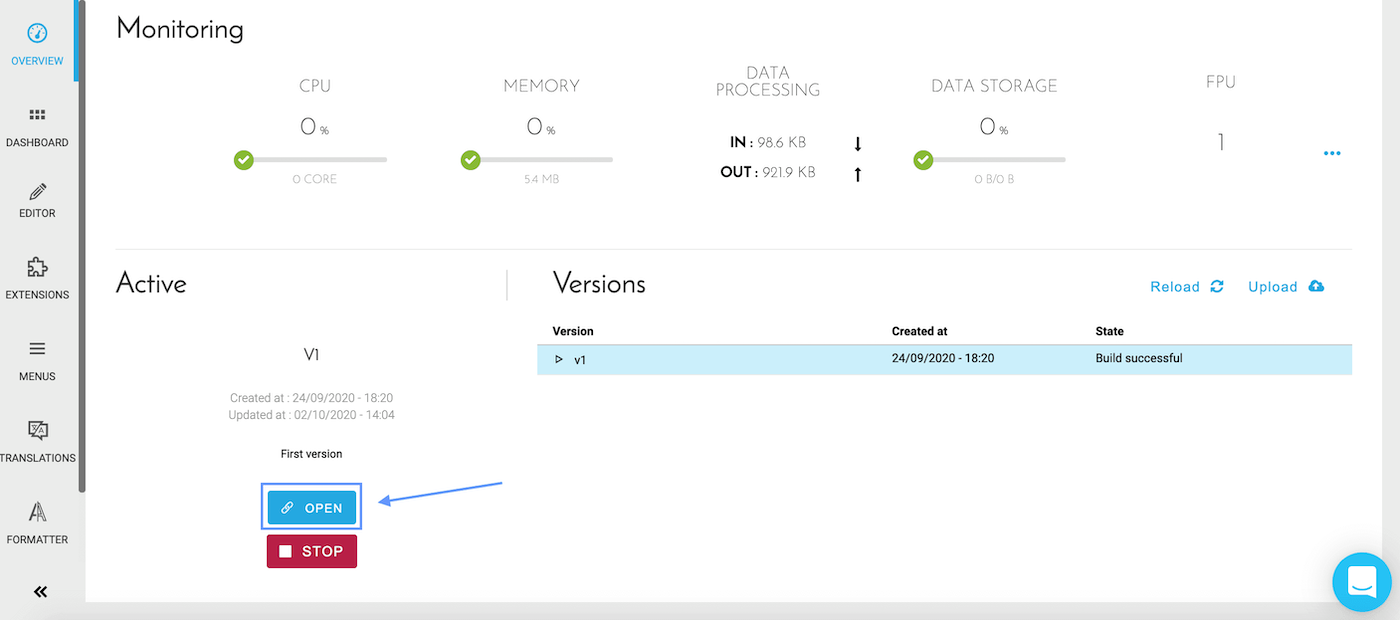 OVERVIEW
DASHBOARD
EDITOR
EXTENSIONS
MENUS
TRANSLATIONS
FORMATTER
Monitoring
CPU
0 %
0 CORE
MEMORY
0 %
5.4 MB
DATA
PROCESSING
IN : 98.6 KB
OUT : 921.9 KB
DATA STORAGE
0 %
0 B/0 B
FPU
1
Active
V1
Created at : 24/09/2020 - 18:20
Updated at : 02/10/2020 - 14:04
First version
OPEN
STOP
Versions
Reload
Upload
Version Created at State
v1 24/09/2020 - 18:20 Build successful